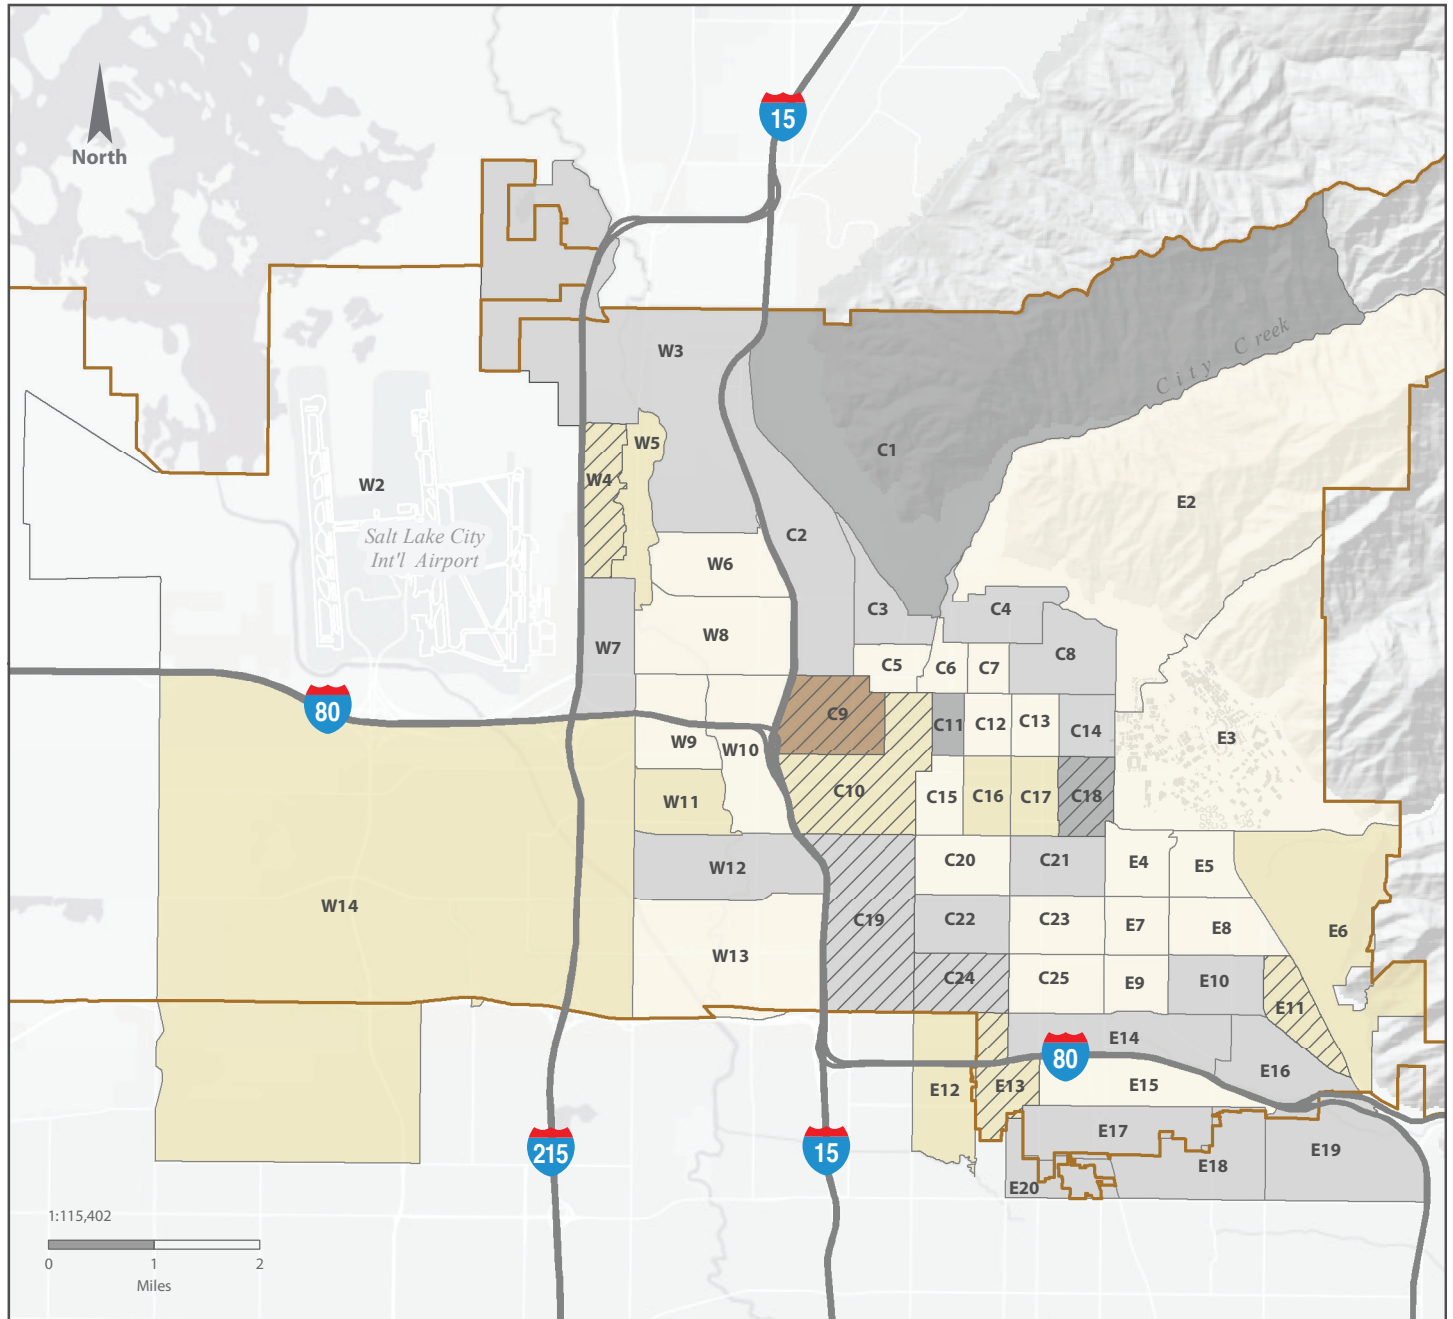 15
North
City Creek
W3
C1
W5
W4
W2
E2
Salt Lake City
Int'l Airport
C2
W6
C3
C4
W8
W7
C8
C5
C6
C7
80
C9
C11
C12
C13
C14
E3
W9
W10
C10
W11
C15
C16
C17
C18
W12
C20
C21
E4
E5
W14
C19
C22
C23
E7
E8
E6
W13
C24
C25
E9
E10
E11
E14
80
E12
E13
E15
E16
215
15
E17
E18
E19
E20
1:115,402
0
1
2
Miles